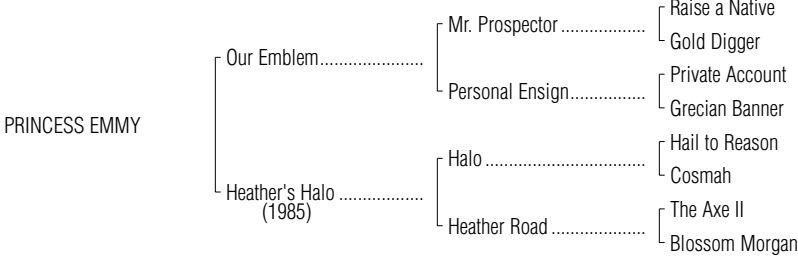 Raise a Native
Mr. Prospector ..................
Gold Digger
Our Emblem......................
Private Account
Personal Ensign................
Grecian Banner
PRINCESS EMMY
Hail to Reason
Halo .................................
Cosmah
Heather's Halo ..................
(1985)
The Axe II
Heather Road ....................
Blossom Morgan